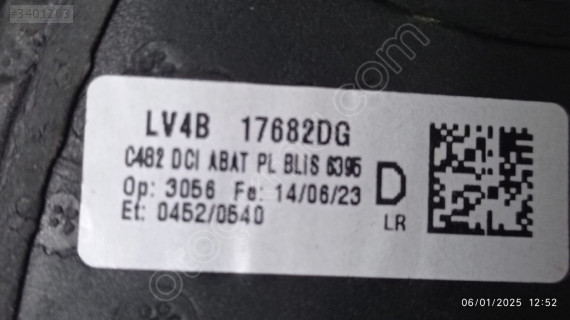 #3401263
LV4B 17682DG
C482 DCI ABAT PL BLIS 6395
Op: 3056 Fe: 14/06/23
Et: 0452/0540
D
LR
06/01/2025 12:52